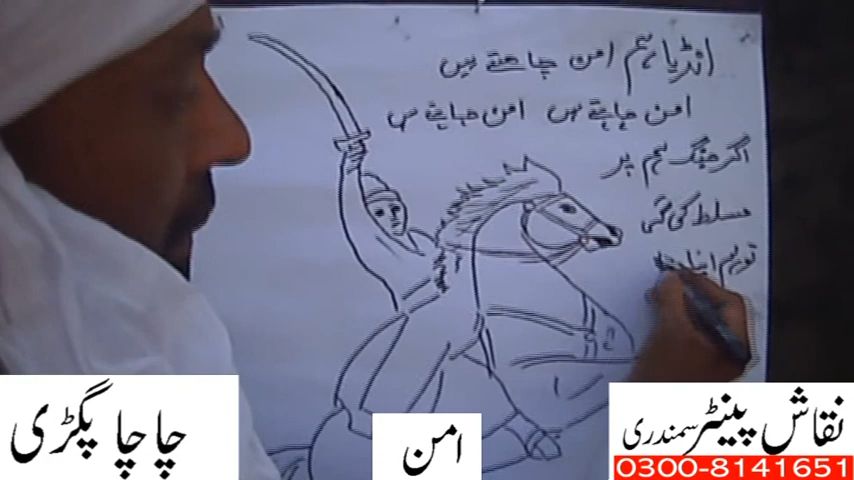 انڈیا ہم امن چاہتے ہیں
امن چاہتے ہیں امن چاہتے ہیں
اگر جنگ ہم پر
مسلط کی گئی
تو ہم اپنا
چاچا پگڑی
امن
نقاش پینٹر سمندری
0300-8141651